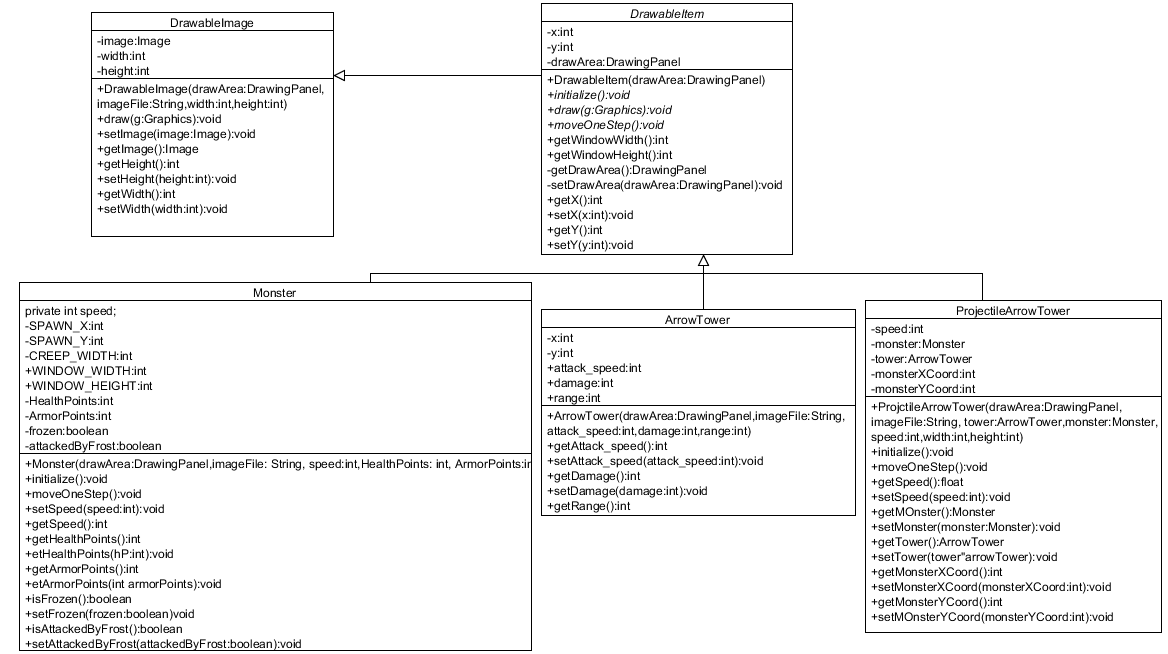 DrawableImage
-image:Image
-width:int
-height:int
+DrawableImage(drawArea:DrawingPanel,
imageFile:String,width:int,height:int)
+draw(g:Graphics):void
+setImage(image:Image):void
+getImage():Image
+getHeight():int
+setHeight(height:int):void
+getWidth():int
+setWidth(width:int):void
DrawableItem
-x:int
-y:int
-drawArea:DrawingPanel
+DrawableItem(drawArea:DrawingPanel)
+initialize():void
+draw(g:Graphics):void
+moveOneStep():void
+getWindowWidth():int
+getWindowHeight():int
-getDrawArea():DrawingPanel
-setDrawArea(drawArea:DrawingPanel):void
+getX():int
+setX(x:int):void
+getY():int
+setY(y:int):void
Monster
private int speed;
-SPAWN_X:int
-SPAWN_Y:int
-CREEP_WIDTH:int
+WINDOW_WIDTH:int
+WINDOW_HEIGHT:int
-HealthPoints:int
-ArmorPoints:int
-frozen:boolean
-attackedByFrost:boolean
+Monster(drawArea:DrawingPanel,imageFile: String, speed:int,HealthPoints: int, ArmorPoints:in
+initialize():void
+moveOneStep():void
+setSpeed(speed:int):void
+getSpeed():int
+getHealthPoints():int
+etHealthPoints(hP:int):void
+getArmorPoints():int
+etArmorPoints(int armorPoints):void
+isFrozen():boolean
+setFrozen(frozen:boolean)void
+isAttackedByFrost():boolean
+setAttackedByFrost(attackedByFrost:boolean):void
ArrowTower
-x:int
-y:int
+attack_speed:int
+damage:int
+range:int
+ArrowTower(drawArea:DrawingPanel,imageFile:String,
attack_speed:int,damage:int,range:int)
+getAttack_speed():int
+setAttack_speed(attack_speed:int):void
+getDamage():int
+setDamage(damage:int):void
+getRange():int
ProjectileArrowTower
-speed:int
-monster:Monster
-tower:ArrowTower
-monsterXCoord:int
-monsterYCoord:int
+ProjctileArrowTower(drawArea:DrawingPanel,
imageFile:String, tower:ArrowTower,monster:Monster,
speed:int,width:int,height:int)
+initialize():void
+moveOneStep():void
+getSpeed():float
+setSpeed(speed:int):void
+getMOnster():Monster
+setMonster(monster:Monster):void
+getTower():ArrowTower
+setTower(tower"arrowTower):void
+getMonsterXCoord():int
+setMonsterXCoord(monsterXCoord:int):void
+getMonsterYCoord():int
+setMOnsterYCoord(monsterYCoord:int):void